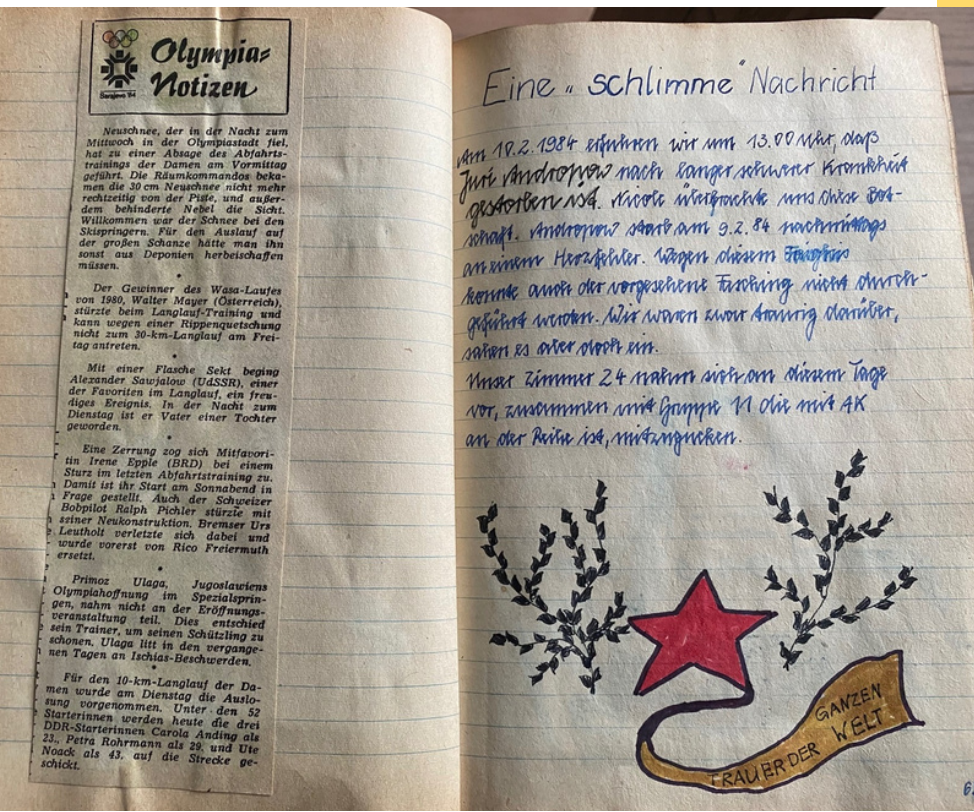 Olympia-
Notizen
Sarajevo '84
Neuschnee, der in der Nacht zum
Mittwoch in der Olympiastadt fiel,
hat zu einer Absage des Abfahrts-
trainings der Damen am Vormittag
geführt. Die Räumkommandos beka-
men die 30 cm Neuschnee nicht mehr
rechtzeitig von der Piste, und außer-
dem behinderte Nebel die Sicht.
Willkommen war der Schnee bei den
Skispringern. Für den Auslauf auf
der großen Schanze hätte man ihn
sonst aus Deponien herbeischaffen
müssen.
Der Gewinner des Wasa-Laufes
von 1980, Walter Mayer (Österreich),
stürzte beim Langlauf-Training und
kann wegen einer Rippenquetschung
nicht zum 30-km-Langlauf am Frei-
tag antreten.
Mit einer Flasche Sekt beging
Alexander Sawjalow (UdSSR), einer
der Favoriten im Langlauf, ein freu-
diges Ereignis. In der Nacht zum
Dienstag ist er Vater einer Tochter
geworden.
Eine Zerrung zog sich Mitfavori-
tin Irene Epple (BRD) bei einem
Sturz im letzten Abfahrtstraining zu.
Damit ist ihr Start am Sonnabend in
Frage gestellt. Auch der Schweizer
Bobpilot Ralph Pichler stürzte mit
seiner Neukonstruktion. Bremser Urs
Leutholt verletzte sich dabei und
wurde vorerst von Rico Freiermuth
ersetzt.
Primoz Ulaga, Jugoslawiens
Olympiahoffnung im Spezialsprin-
gen, nahm nicht an der Eröffnungs-
veranstaltung teil. Dies entschied
sein Trainer, um seinen Schützling zu
schonen. Ulaga litt in den vergange-
nen Tagen an Ischias-Beschwerden.
Für den 10-km-Langlauf der Da-
men wurde am Dienstag die Auslo-
sung vorgenommen. Unter den 52
Starterinnen werden heute die drei
DDR-Starterinnen Carola Anding als
23., Petra Rohrmann als 29. und Ute
Noack als 43. auf die Strecke ge-
schickt.
Eine „schlimme" Nachricht
Am 10.2.1984 erfuhren wir um 13.00 Uhr, daß
Juri Andropow nach langer schwerer Krankheit
gestorben ist. Nicole überbrachte uns diese Bot-
schaft. Andropow starb am 9.2.84 nachmittags
an einem Herzfehler. Wegen diesem
konnte auch der vorgesehene Fasching nicht durch-
geführt werden. Wir waren zwar traurig darüber,
sahen es aber doch ein.
Unser Zimmer 24 nahm sich an diesem Tage
vor, zusammen mit Gruppe 11 die mit AK
an der Reihe ist, mitzugucken.
TRAUER DER
GANZEN
WELT